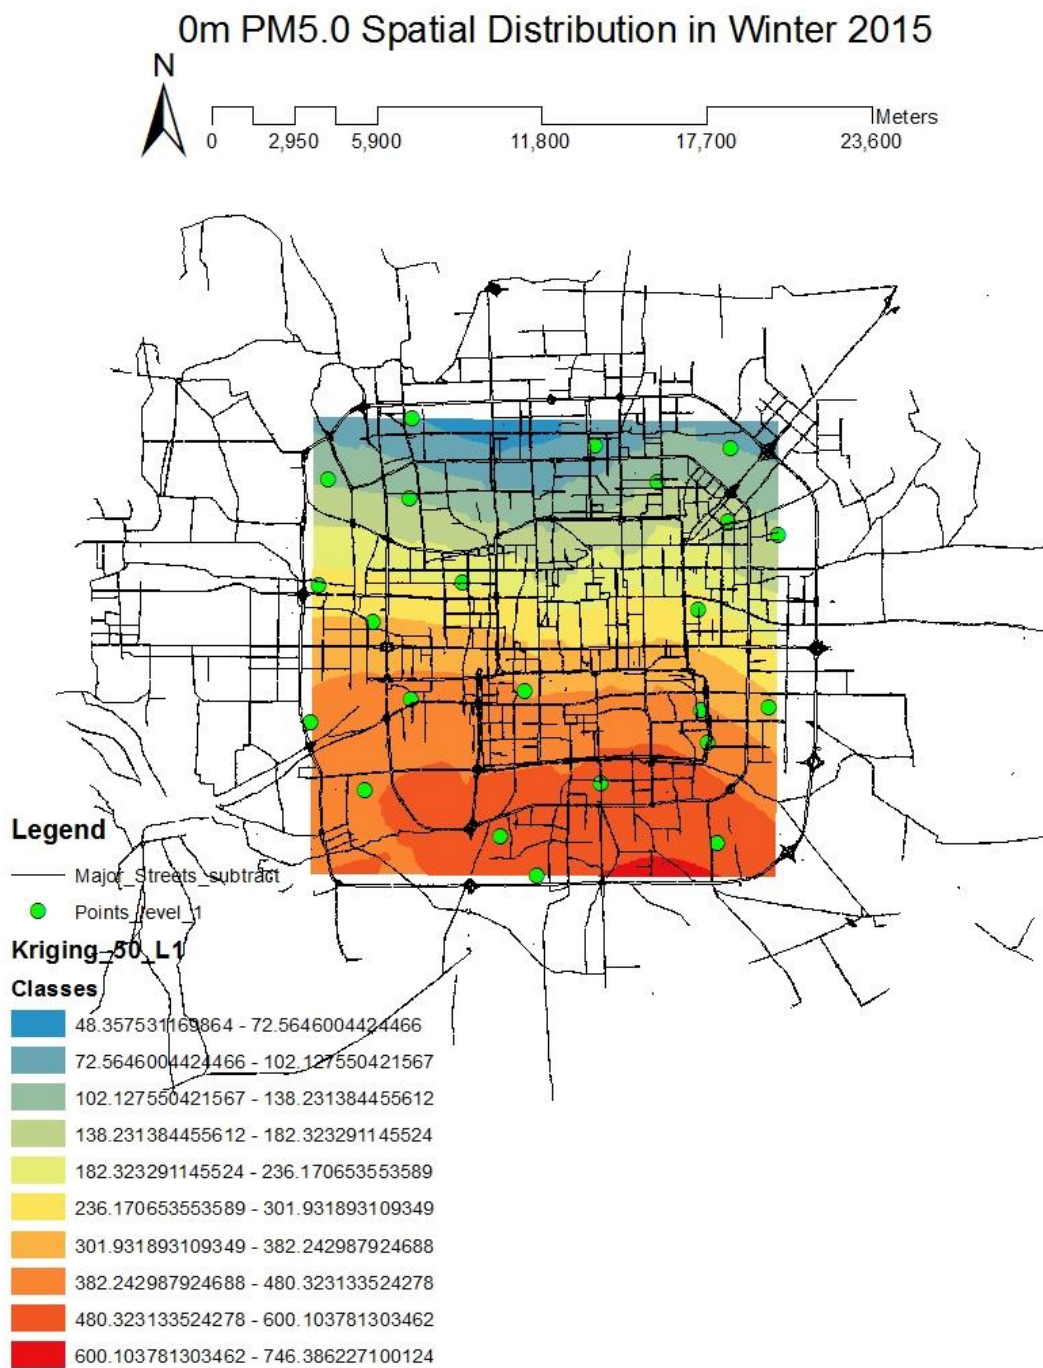 0m PM5.0 Spatial Distribution in Winter 2015
N
Meters
0 2,950 5,900 11,800 17,700 23,600
Legend
Major_Streets_subtract
Points_level_1
Kriging_50_L1
Classes
48.357531169864 - 72.5646004424466
72.5646004424466 - 102.127550421567
102.127550421567 - 138.231384455612
138.231384455612 - 182.323291145524
182.323291145524 - 236.170653553589
236.170653553589 - 301.931893109349
301.931893109349 - 382.242987924688
382.242987924688 - 480.323133524278
480.323133524278 - 600.103781303462
600.103781303462 - 746.386227100124